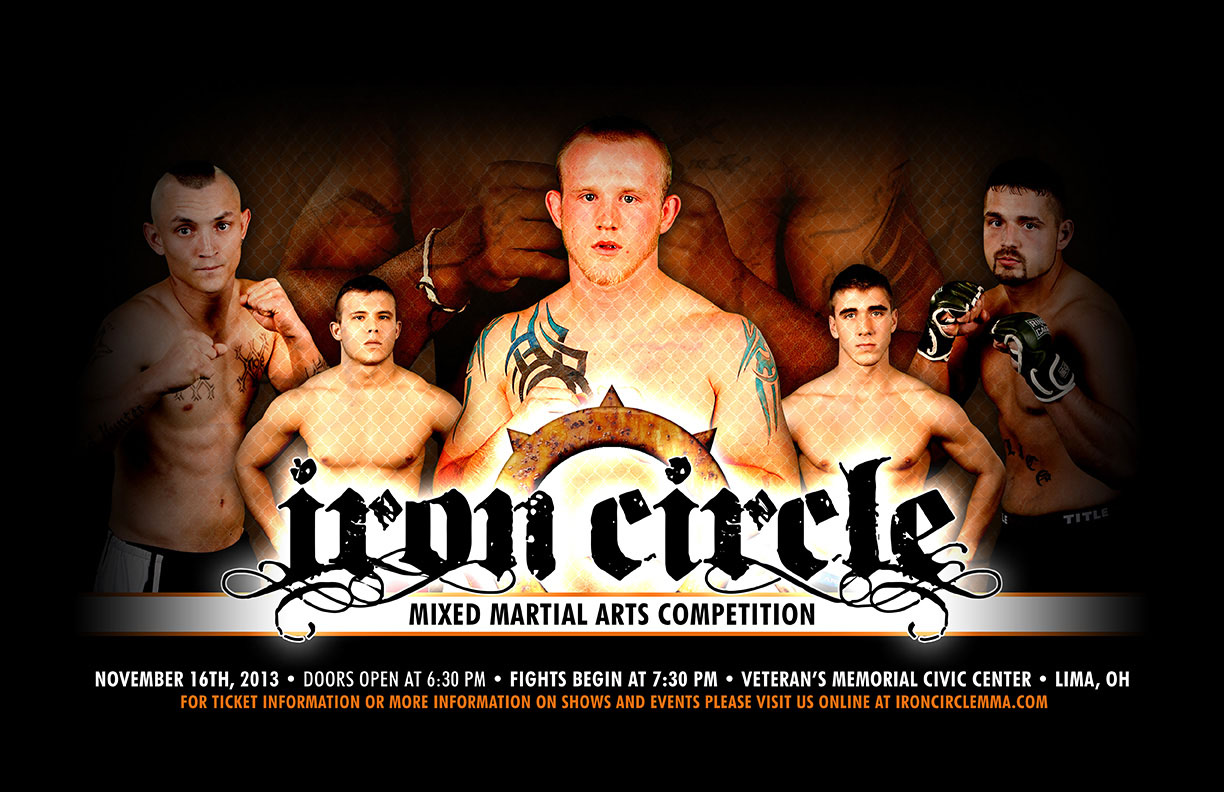 iron circle
TITLE
MIXED MARTIAL ARTS COMPETITION
NOVEMBER 16TH, 2013 • DOORS OPEN AT 6:30 PM • FIGHTS BEGIN AT 7:30 PM • VETERAN'S MEMORIAL CIVIC CENTER • LIMA, OH
FOR TICKET INFORMATION OR MORE INFORMATION ON SHOWS AND EVENTS PLEASE VISIT US ONLINE AT IRONCIRCLEMMA.COM